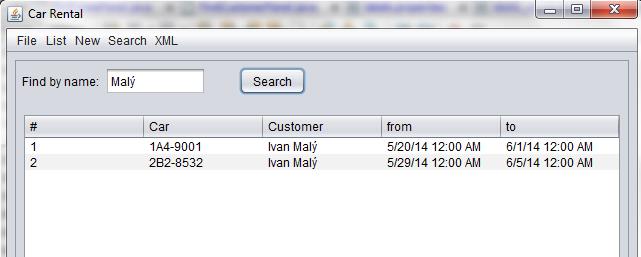 Car Rental
File List New Search XML
Find by name: Malý Search
# Car Customer from to
1 1A4-9001 Ivan Malý 5/20/14 12:00 AM 6/1/14 12:00 AM
2 2B2-8532 Ivan Malý 5/29/14 12:00 AM 6/5/14 12:00 AM